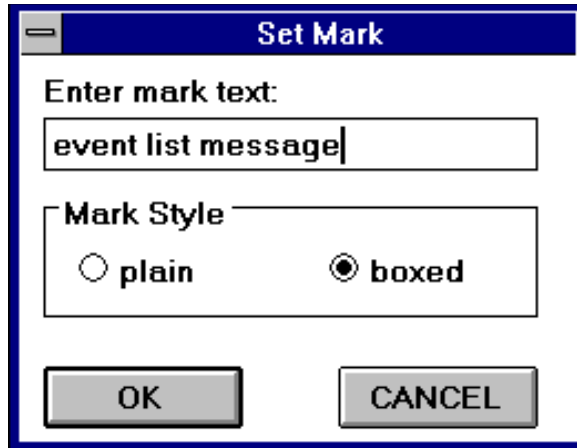 Set Mark
Enter mark text:
event list message
Mark Style
plain boxed
OK CANCEL